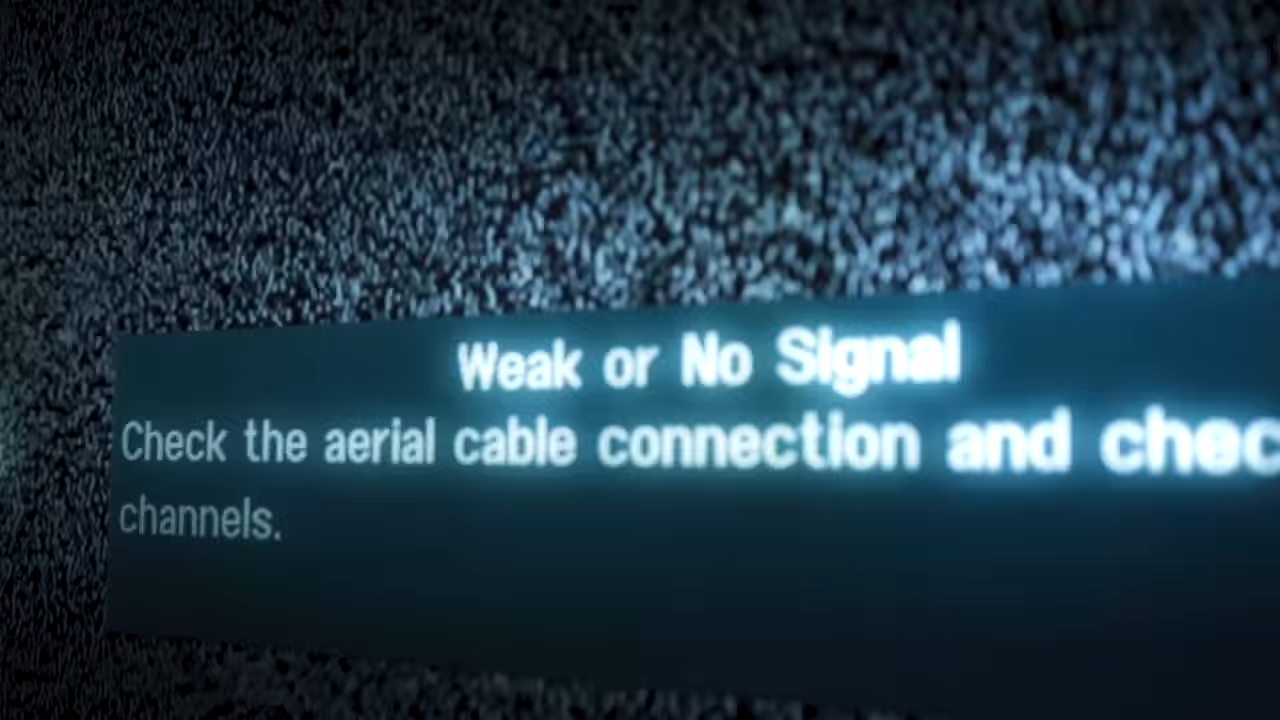 Weak or No Signal
Check the aerial cable connection and chec
channels.